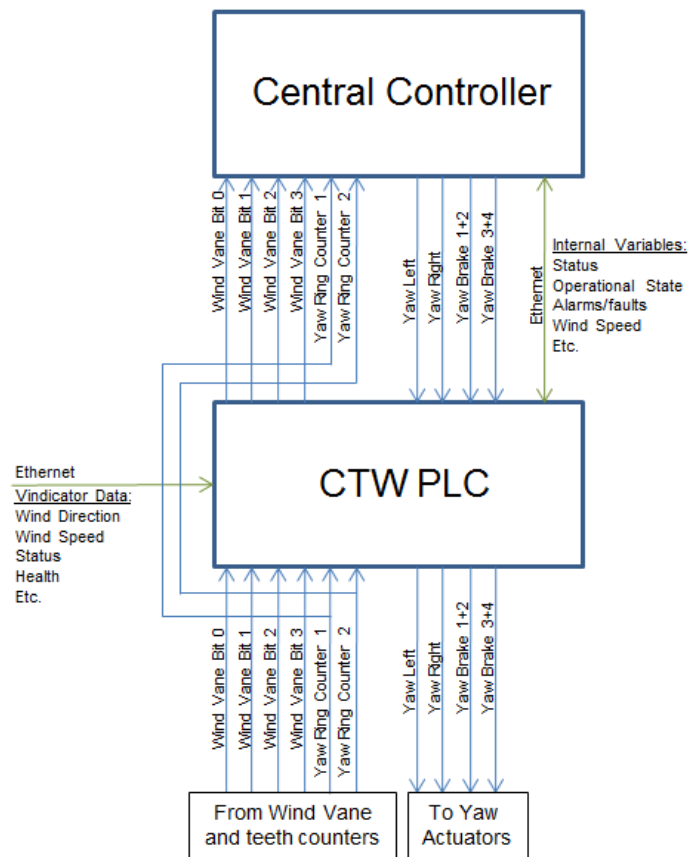 Central Controller
Wind Vane Bit 0
Wind Vane Bit 1
Wind Vane Bit 2
Wind Vane Bit 3
Yaw Ring Counter 1
Yaw Ring Counter 2
Yaw Left
Yaw Right
Yaw Brake 1+2
Yaw Brake 3+4
Ethernet
Internal Variables:
Status
Operational State
Alarms/faults
Wind Speed
Etc.
CTW PLC
Ethernet
Vindicator Data:
Wind Direction
Wind Speed
Status
Health
Etc.
Wind Vane Bit 0
Wind Vane Bit 1
Wind Vane Bit 2
Wind Vane Bit 3
Yaw Ring Counter 1
Yaw Ring Counter 2
Yaw Left
Yaw Right
Yaw Brake 1+2
Yaw Brake 3+4
From Wind Vane
and teeth counters
To Yaw
Actuators